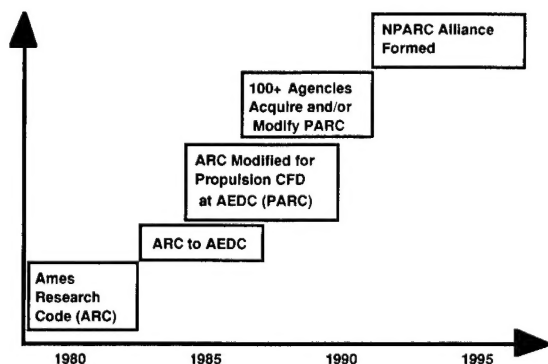 NPARC Alliance
Formed
100+ Agencies
Acquire and/or
Modify PARC
ARC Modified for
Propulsion CFD
at AEDC (PARC)
ARC to AEDC
Ames
Research
Code (ARC)
1980 1985 1990 1995